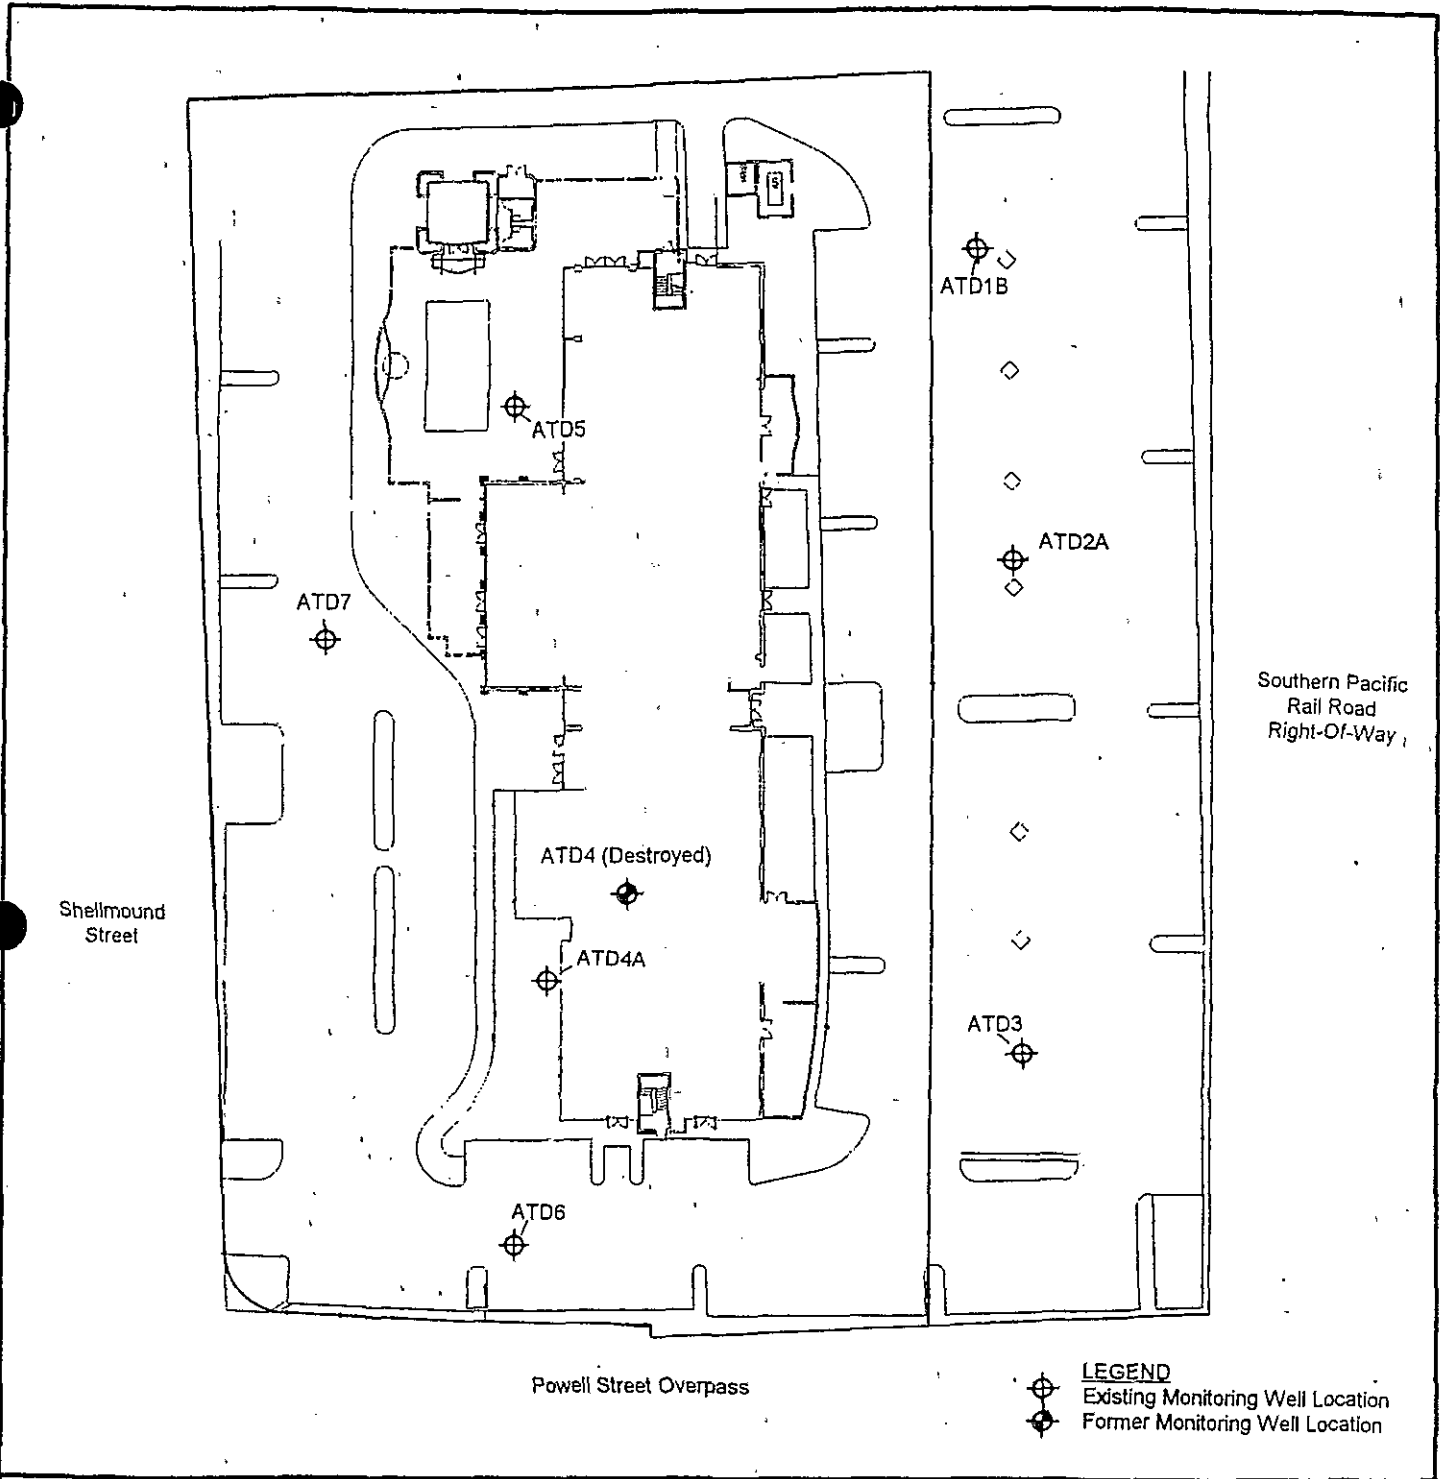 ATD1B
ATD5
ATD2A
ATD7
Southern Pacific
Rail Road
Right-Of-Way
ATD4 (Destroyed)
Shellmound
Street
ATD4A
ATD3
ATD6
Powell Street Overpass
LEGEND
Existing Monitoring Well Location
Former Monitoring Well Location